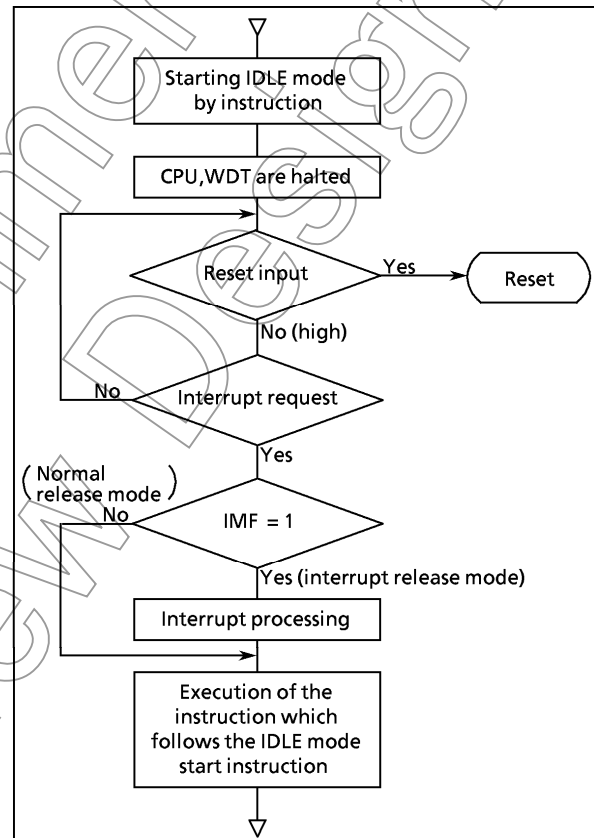 Starting IDLE mode
by instruction
CPU,WDT are halted
Reset input
Yes
Reset
No (high)
Interrupt request
No
Yes
(Normal
release mode)
No
IMF = 1
Yes (interrupt release mode)
Interrupt processing
Execution of the
instruction which
follows the IDLE mode
start instruction